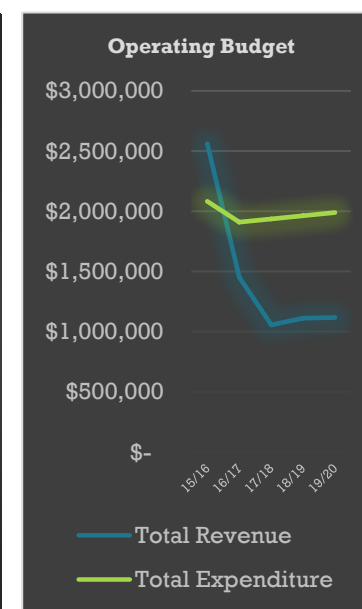 Operating Budget
$3,000,000
$2,500,000
$2,000,000
$1,500,000
$1,000,000
$500,000
$-
15/16 16/17 17/18 18/19 19/20
Total Revenue
Total Expenditure